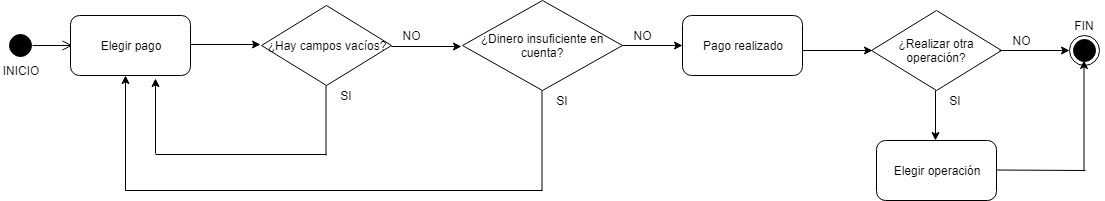 INICIO
Elegir pago
¿Hay campos vacíos?
NO
SI
¿Dinero insuficiente en
cuenta?
NO
SI
Pago realizado
¿Realizar otra
operación?
NO
SI
Elegir operación
FIN